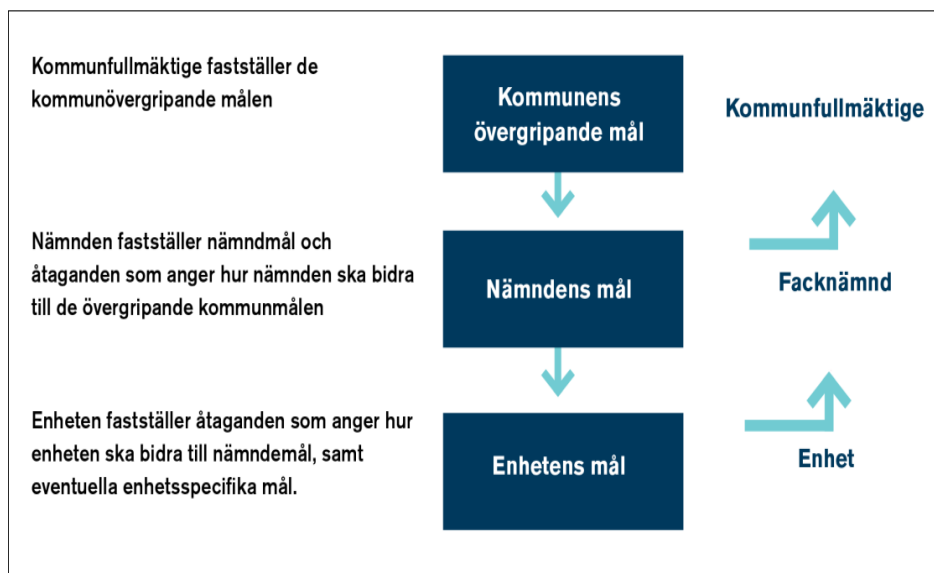 Kommunfullmäktige fastställer de
kommunövergripande målen
Kommunens
övergripande mål
Kommunfullmäktige
Nämnden fastställer nämndmål och
åtaganden som anger hur nämnden ska bidra
till de övergripande kommunmålen
Nämndens mål
Facknämnd
Enheten fastställer åtaganden som anger hur
enheten ska bidra till nämndemål, samt
eventuella enhetsspecifika mål.
Enhetens mål
Enhet